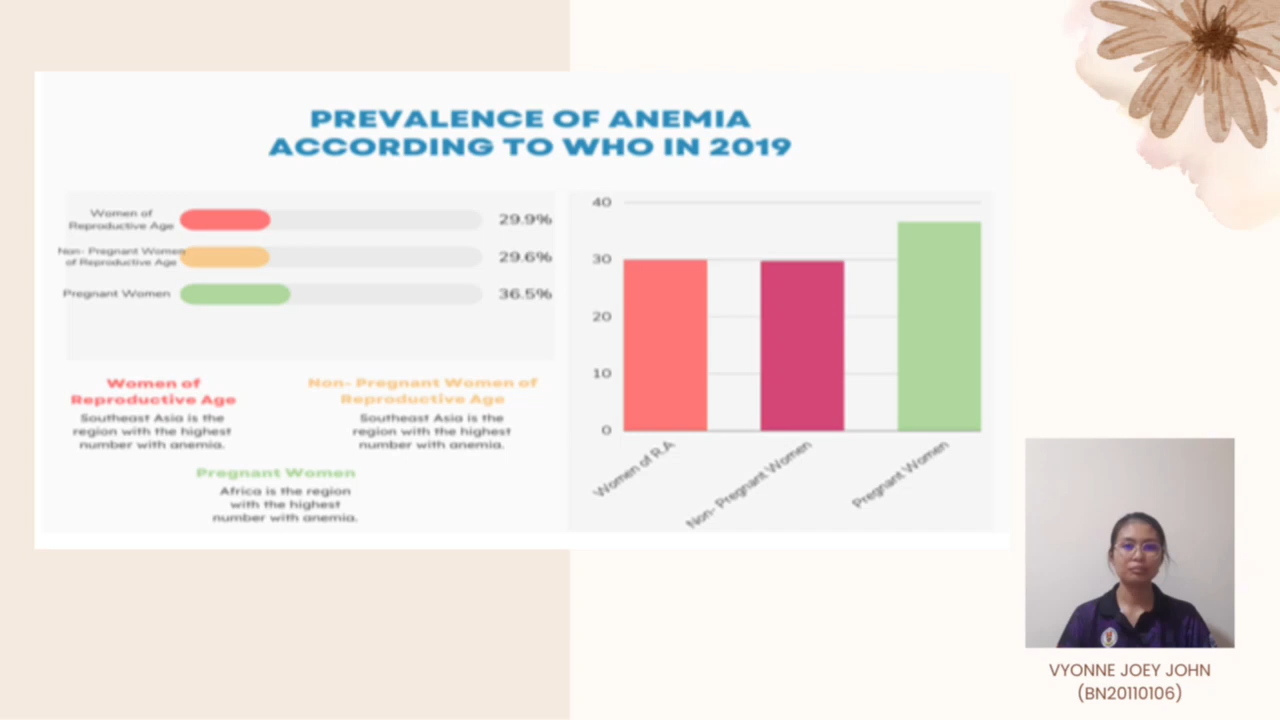 PREVALENCE OF ANEMIA
ACCORDING TO WHO IN 2019
Women of
Reproductive Age
29.9%
Non- Pregnant Women
of Reproductive Age
29.6%
Pregnant Women
36.5%
Women of
Reproductive Age
Southeast Asia is the
region with the highest
number with anemia.
Non- Pregnant Women of
Reproductive Age
Southeast Asia is the
region with the highest
number with anemia.
Pregnant Women
Africa is the region
with the highest
number with anemia.
40
30
20
10
0
Women of R.A
Non- Pregnant Women
Pregnant Women
VYONNE JOEY JOHN
(BN20110106)